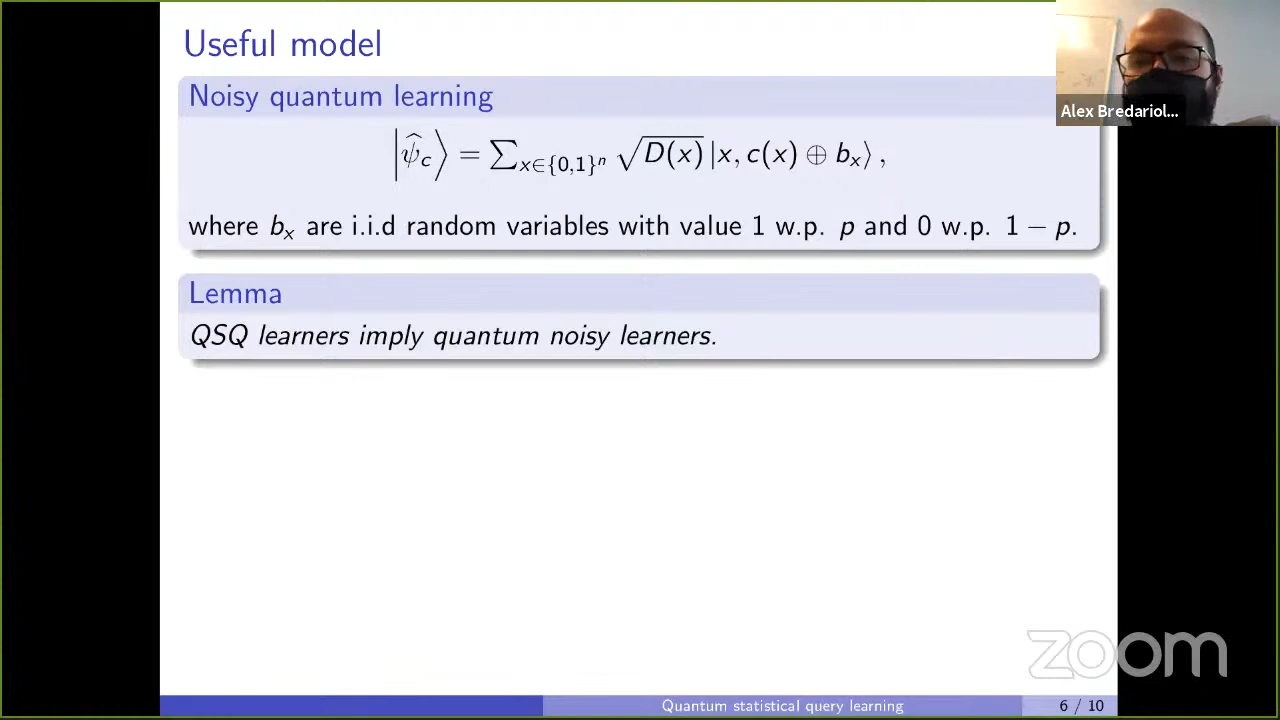 Useful model
Noisy quantum learning
|ψ̂_c⟩ = ∑_{x∈{0,1}^n} √D(x) |x, c(x) ⊕ b_x⟩ ,
where b_x are i.i.d random variables with value 1 w.p. p and 0 w.p. 1 − p.
Lemma
QSQ learners imply quantum noisy learners.
Alex Bredariol...
zoom
Quantum statistical query learning
6 / 10